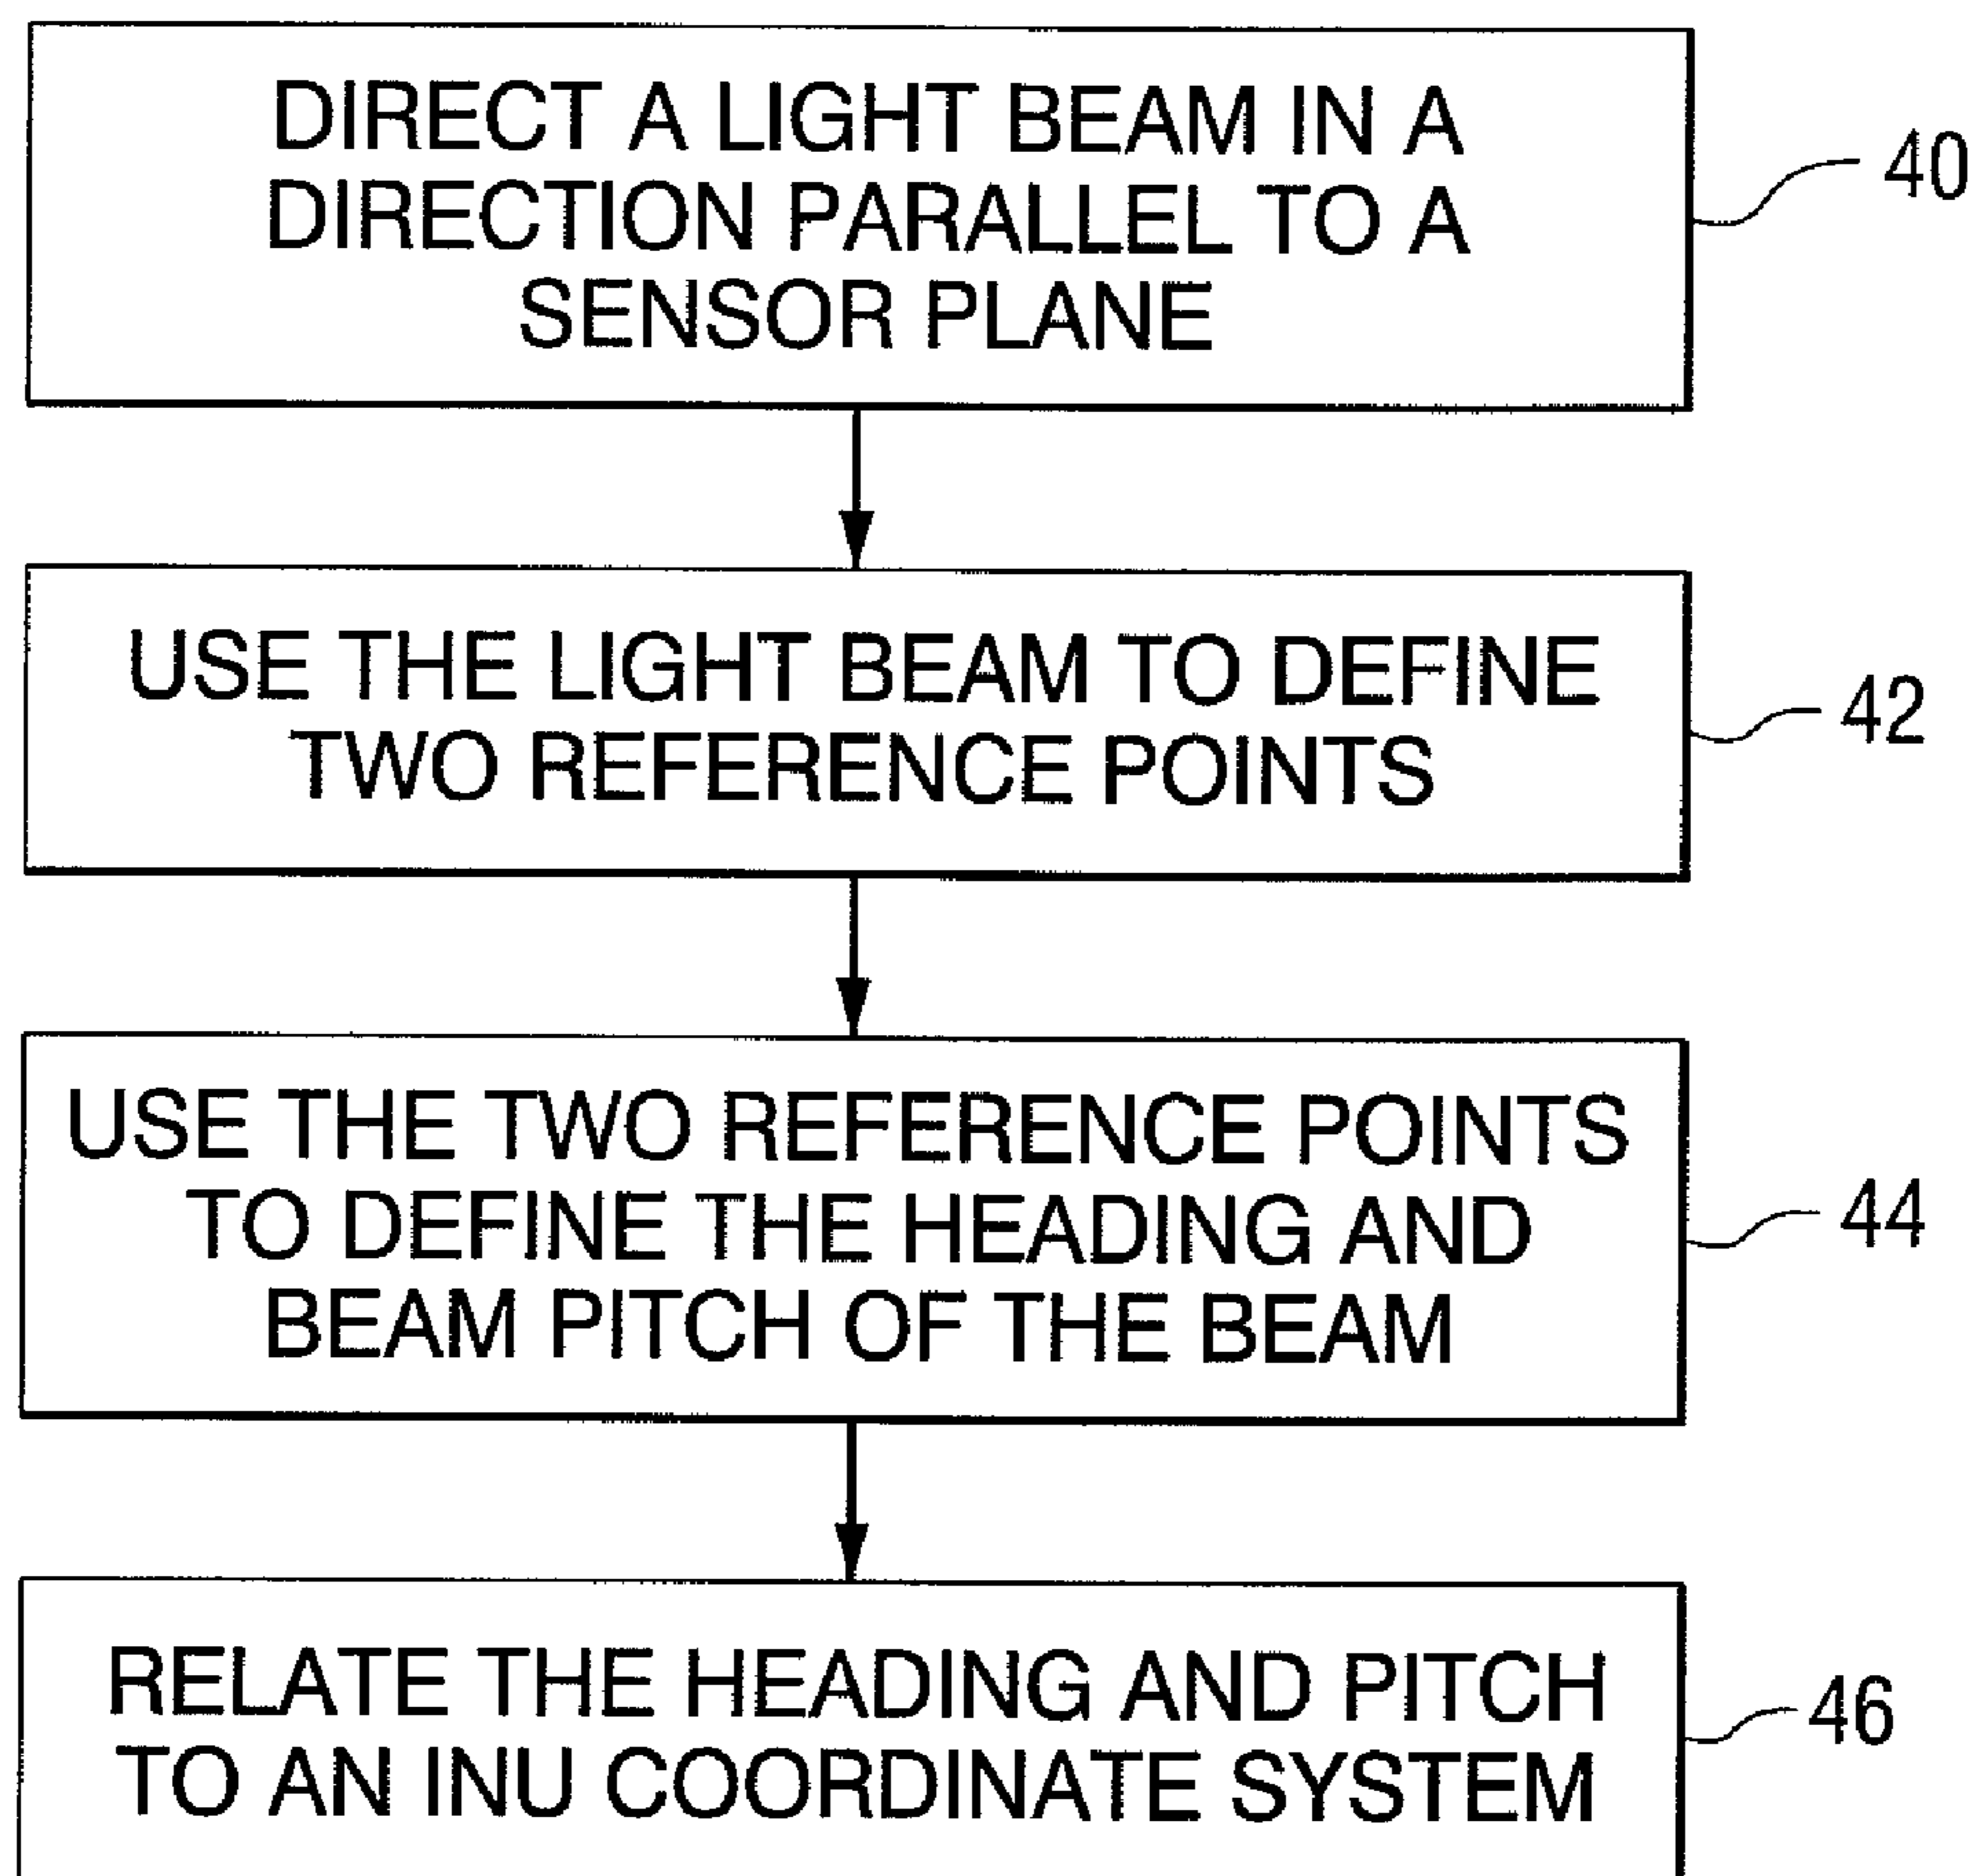 DIRECT A LIGHT BEAM IN A
DIRECTION PARALLEL TO A
SENSOR PLANE
40
USE THE LIGHT BEAM TO DEFINE
TWO REFERENCE POINTS
42
USE THE TWO REFERENCE POINTS
TO DEFINE THE HEADING AND
BEAM PITCH OF THE BEAM
44
RELATE THE HEADING AND PITCH
TO AN INU COORDINATE SYSTEM
46